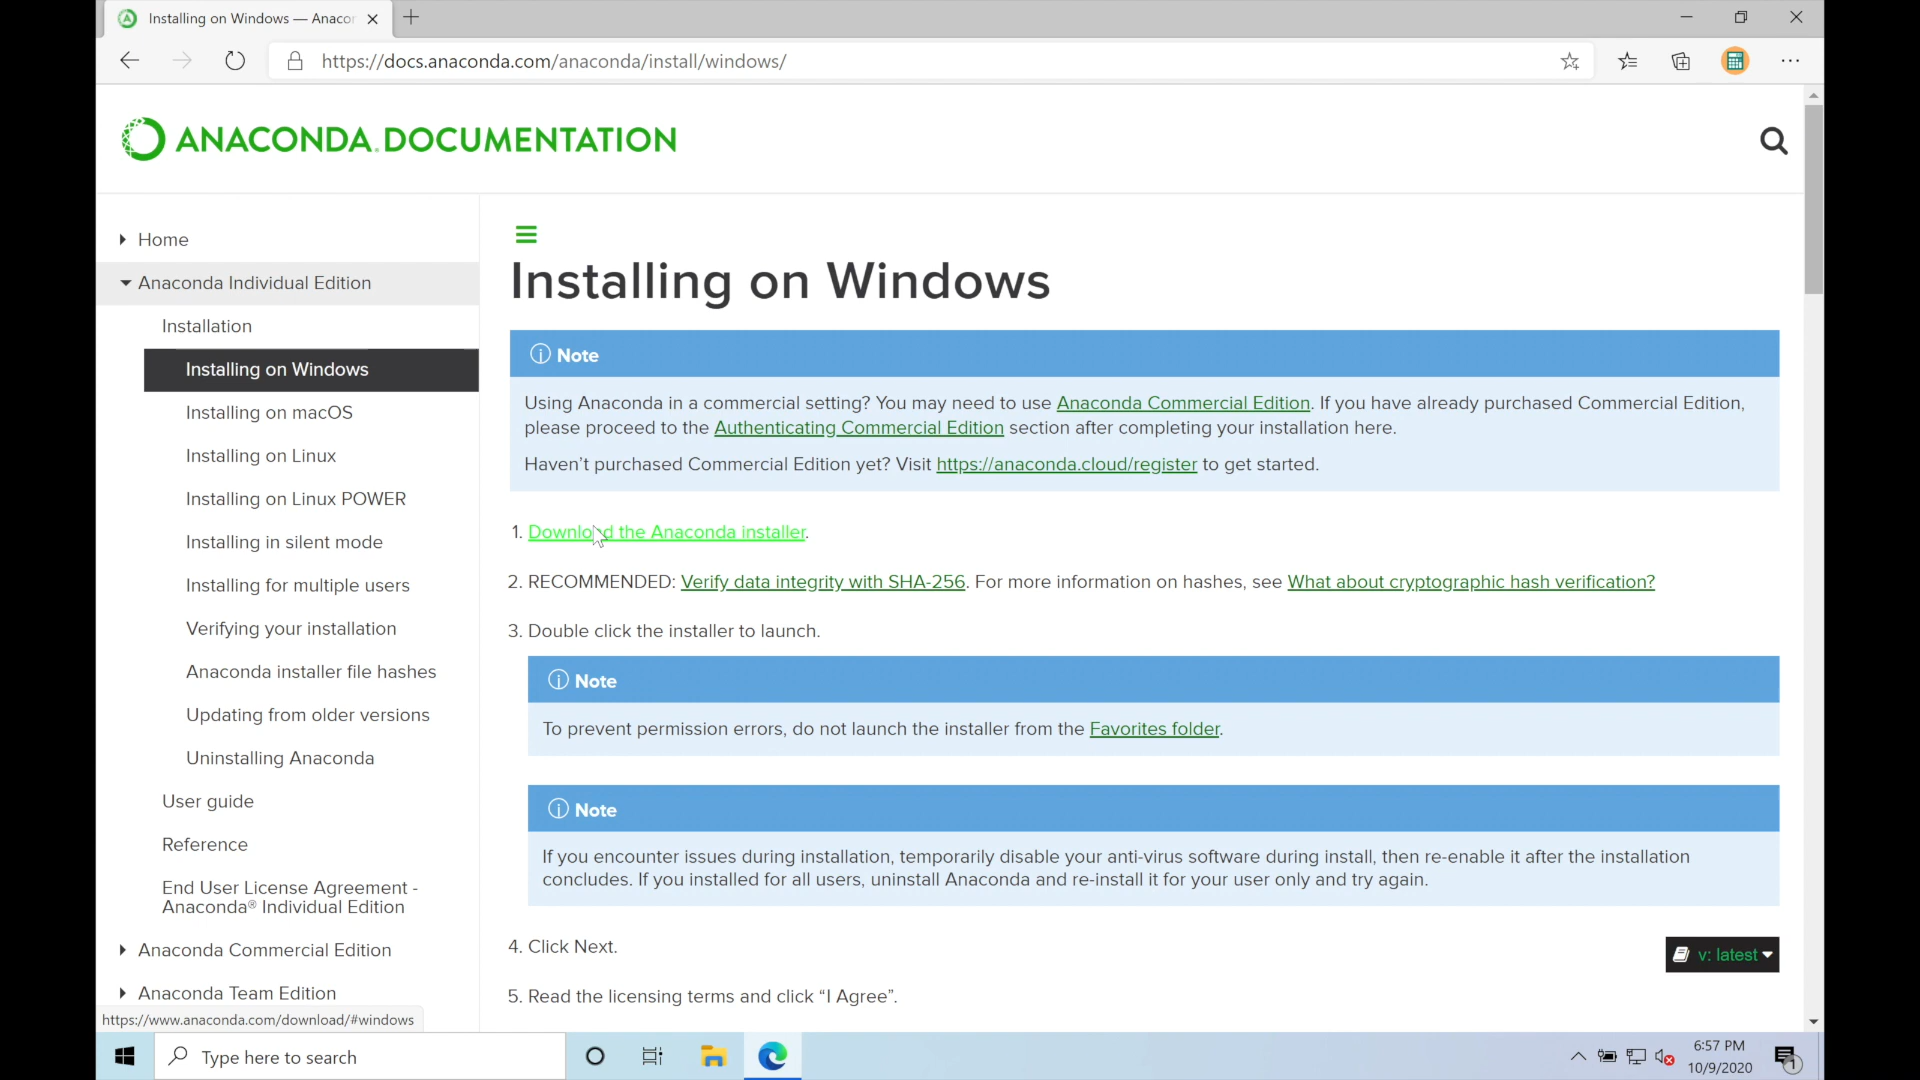 Installing on Windows — Anacon
https://docs.anaconda.com/anaconda/install/windows/
ANACONDA.DOCUMENTATION
Home
Anaconda Individual Edition
Installation
Installing on Windows
Installing on macOS
Installing on Linux
Installing on Linux POWER
Installing in silent mode
Installing for multiple users
Verifying your installation
Anaconda installer file hashes
Updating from older versions
Uninstalling Anaconda
User guide
Reference
End User License Agreement -
Anaconda® Individual Edition
Anaconda Commercial Edition
Anaconda Team Edition
https://www.anaconda.com/download/#windows
Installing on Windows
Note
Using Anaconda in a commercial setting? You may need to use Anaconda Commercial Edition. If you have already purchased Commercial Edition,
please proceed to the Authenticating Commercial Edition section after completing your installation here.
Haven't purchased Commercial Edition yet? Visit https://anaconda.cloud/register to get started.
1. Download the Anaconda installer.
2. RECOMMENDED: Verify data integrity with SHA-256. For more information on hashes, see What about cryptographic hash verification?
3. Double click the installer to launch.
Note
To prevent permission errors, do not launch the installer from the Favorites folder.
Note
If you encounter issues during installation, temporarily disable your anti-virus software during install, then re-enable it after the installation
concludes. If you installed for all users, uninstall Anaconda and re-install it for your user only and try again.
4. Click Next.
5. Read the licensing terms and click “I Agree”.
v: latest
Type here to search
6:57 PM
10/9/2020
1